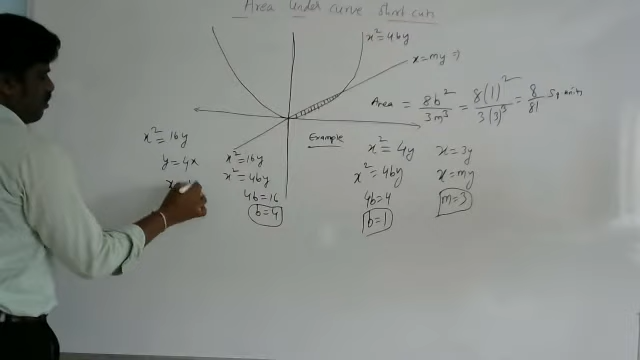 Area Under curve Short cuts
x² = 4by
x = my ⇒
Area = 8b²/3m³ = 8(1)²/3(3)³ = 8/81 Sq units
Example
x² = 16y
y = 4x
x² = 16y
x² = 4by
4b = 16
b = 4
x² = 4y
x² = 4by
4b = 4
b = 1
x = 3y
x = my
m = 3